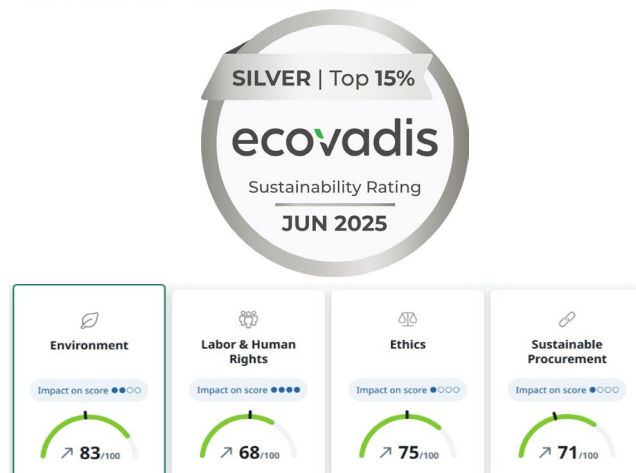 SILVER | Top 15%
ecovadis
Sustainability Rating
JUN 2025
Environment
Impact on score
83/100
Labor & Human
Rights
Impact on score
68/100
Ethics
Impact on score
75/100
Sustainable
Procurement
Impact on score
71/100